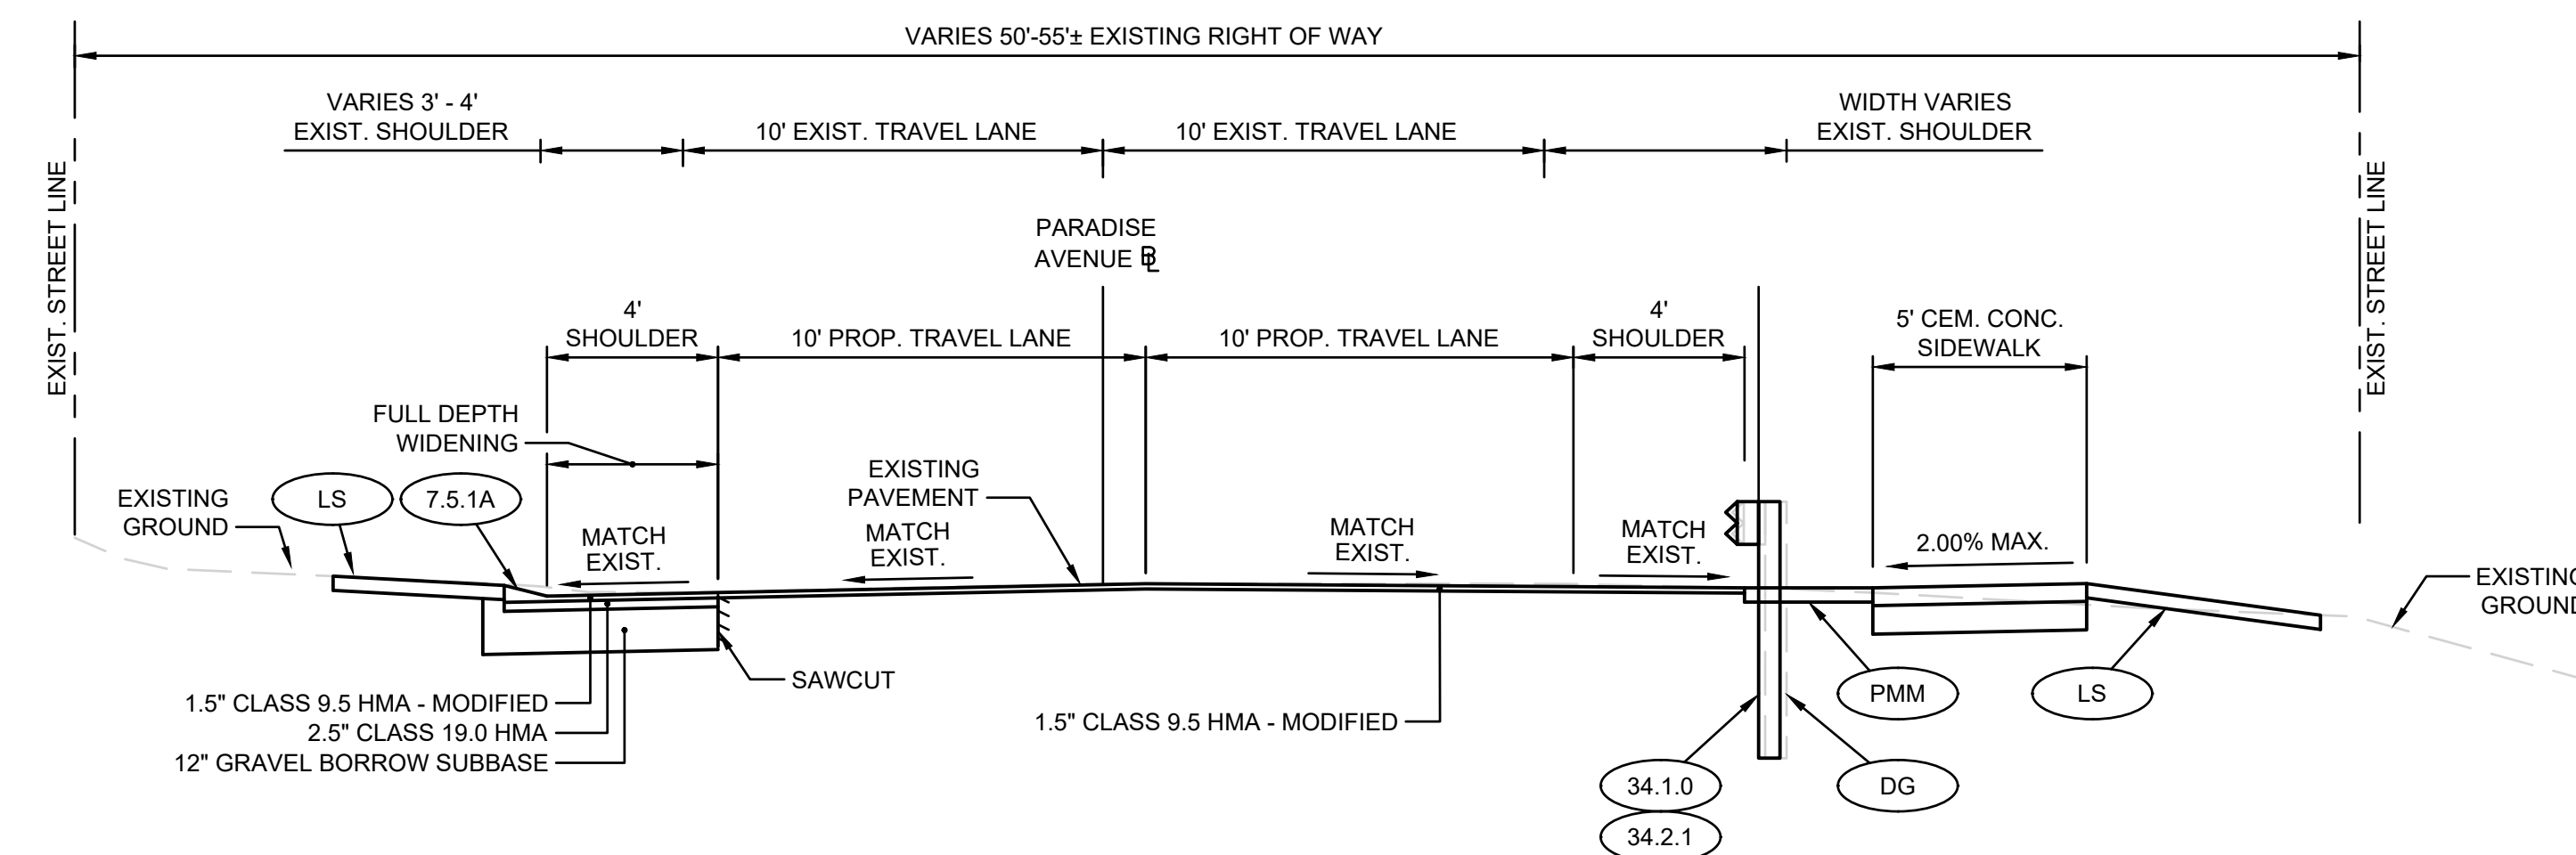 VARIES 50'-55'± EXISTING RIGHT OF WAY
VARIES 3' - 4'
EXIST. SHOULDER
10' EXIST. TRAVEL LANE
10' EXIST. TRAVEL LANE
WIDTH VARIES
EXIST. SHOULDER
EXIST. STREET LINE
EXIST. STREET LINE
PARADISE
AVENUE BL
4'
SHOULDER
10' PROP. TRAVEL LANE
10' PROP. TRAVEL LANE
4'
SHOULDER
5' CEM. CONC.
SIDEWALK
FULL DEPTH
WIDENING
EXISTING
GROUND
LS
7.5.1A
EXISTING
PAVEMENT
MATCH
EXIST.
MATCH
EXIST.
MATCH
EXIST.
MATCH
EXIST.
2.00% MAX.
EXISTING
GROUND
SAWCUT
1.5" CLASS 9.5 HMA - MODIFIED
2.5" CLASS 19.0 HMA
12" GRAVEL BORROW SUBBASE
1.5" CLASS 9.5 HMA - MODIFIED
PMM
LS
34.1.0
DG
34.2.1